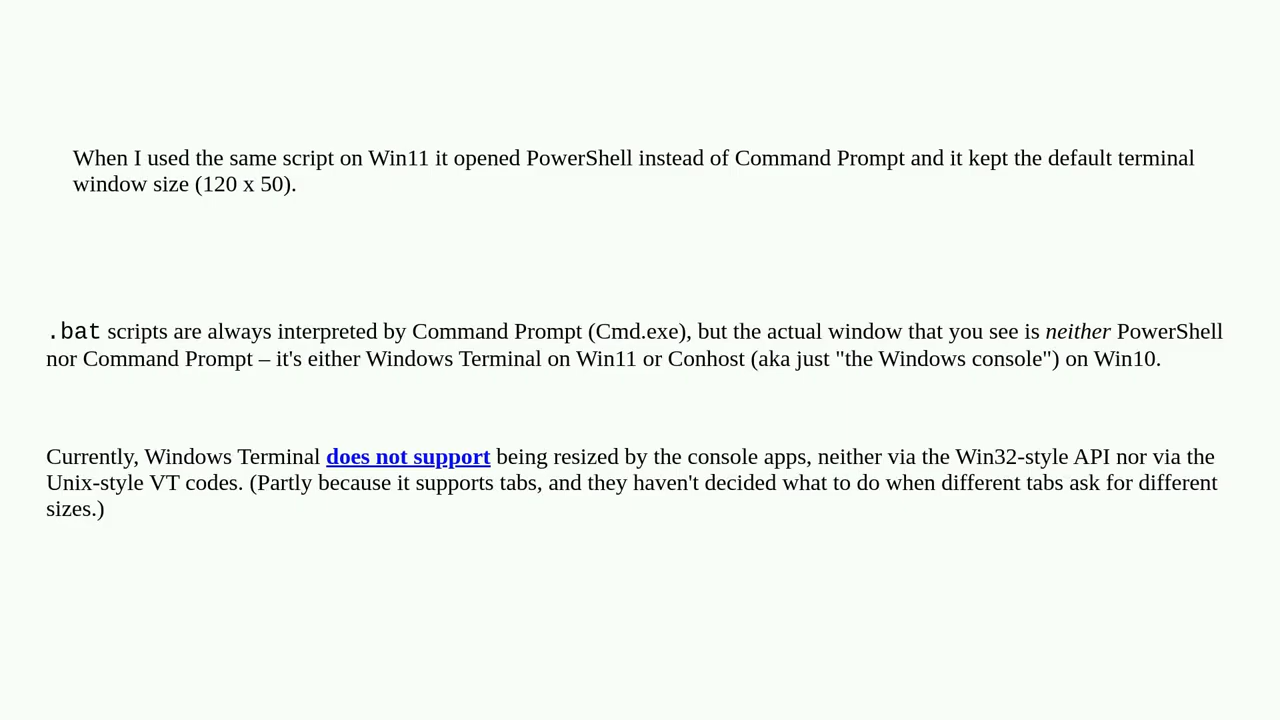 When I used the same script on Win11 it opened PowerShell instead of Command Prompt and it kept the default terminal
window size (120 x 50).
.bat scripts are always interpreted by Command Prompt (Cmd.exe), but the actual window that you see is neither PowerShell
nor Command Prompt – it's either Windows Terminal on Win11 or Conhost (aka just "the Windows console") on Win10.
Currently, Windows Terminal does not support being resized by the console apps, neither via the Win32-style API nor via the
Unix-style VT codes. (Partly because it supports tabs, and they haven't decided what to do when different tabs ask for different
sizes.)